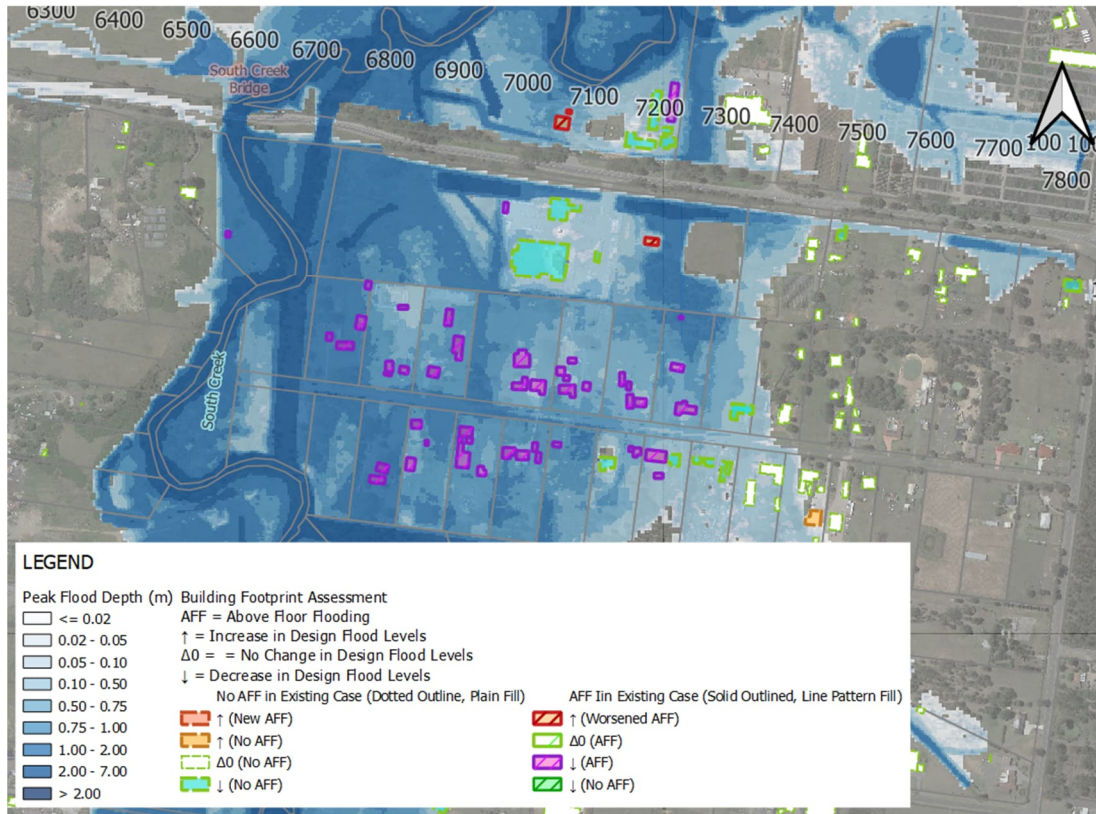 6300
6400
6500
6600
6700
6800
6900
7000
7100
7200
7300
7400
7500
7600
7700
7800
South Creek
Bridge
South Creek
LEGEND
Peak Flood Depth (m)
<= 0.02
0.02 - 0.05
0.05 - 0.10
0.10 - 0.50
0.50 - 0.75
0.75 - 1.00
1.00 - 2.00
2.00 - 7.00
> 2.00
Building Footprint Assessment
AFF = Above Floor Flooding
↑ = Increase in Design Flood Levels
Δ0 = = No Change in Design Flood Levels
↓ = Decrease in Design Flood Levels
No AFF in Existing Case (Dotted Outline, Plain Fill)
↑ (New AFF)
↑ (No AFF)
Δ0 (No AFF)
↓ (No AFF)
AFF Iin Existing Case (Solid Outlined, Line Pattern Fill)
↑ (Worsened AFF)
Δ0 (AFF)
↓ (AFF)
↓ (No AFF)